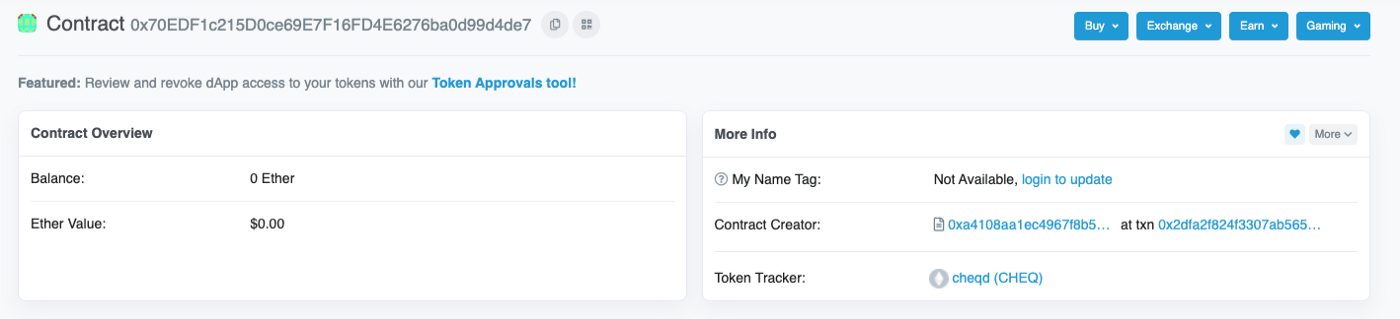 Contract 0x70EDF1c215D0ce69E7F16FD4E6276ba0d99d4de7
Buy Exchange Earn Gaming
Featured: Review and revoke dApp access to your tokens with our Token Approvals tool!
Contract Overview
Balance: 0 Ether
Ether Value: $0.00
More Info
More
My Name Tag: Not Available, login to update
Contract Creator: 0xa4108aa1ec4967f8b5... at txn 0x2dfa2f824f3307ab565...
Token Tracker: cheqd (CHEQ)